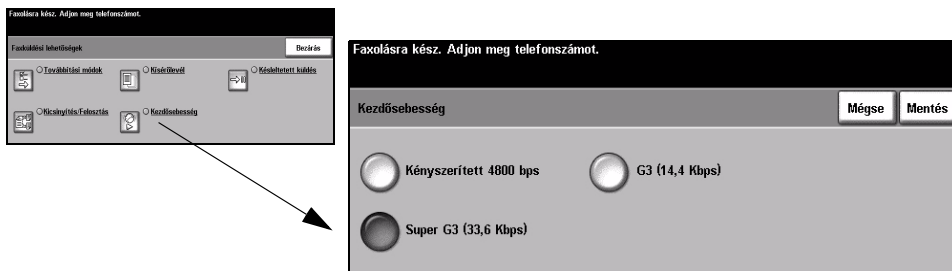 Faxolásra kész. Adjon meg telefonszámot.
Faxküldési lehetőségek
Bezárás
Továbbítási módok
Kísérőlevél
Késleltetett küldés
Kicsinyítés/Felosztás
Kezdősebesség
Faxolásra kész. Adjon meg telefonszámot.
Kezdősebesség
Mégse
Mentés
Kényszerített 4800 bps
G3 (14,4 Kbps)
Super G3 (33,6 Kbps)